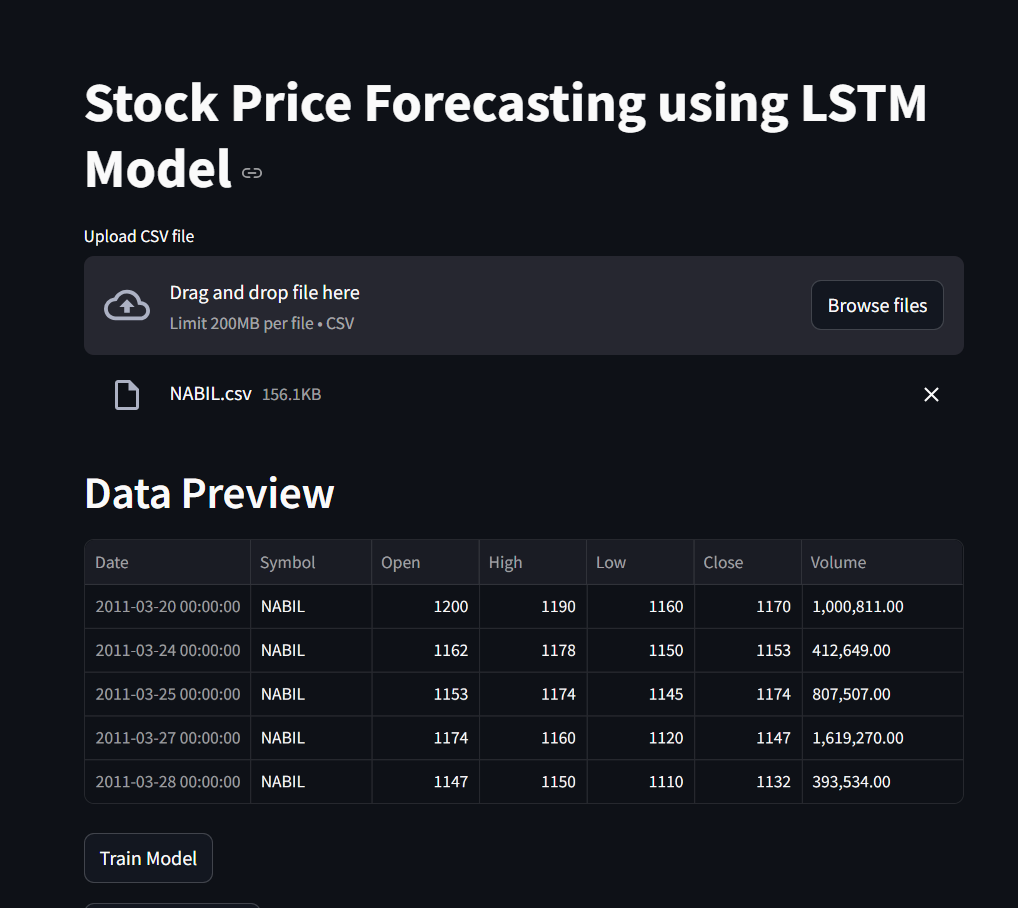 Stock Price Forecasting using LSTM
Model
Upload CSV file
Drag and drop file here
Limit 200MB per file • CSV
Browse files
NABIL.csv 156.1KB
Data Preview
Date Symbol Open High Low Close Volume
2011-03-20 00:00:00 NABIL 1200 1190 1160 1170 1,000,811.00
2011-03-24 00:00:00 NABIL 1162 1178 1150 1153 412,649.00
2011-03-25 00:00:00 NABIL 1153 1174 1145 1174 807,507.00
2011-03-27 00:00:00 NABIL 1174 1160 1120 1147 1,619,270.00
2011-03-28 00:00:00 NABIL 1147 1150 1110 1132 393,534.00
Train Model